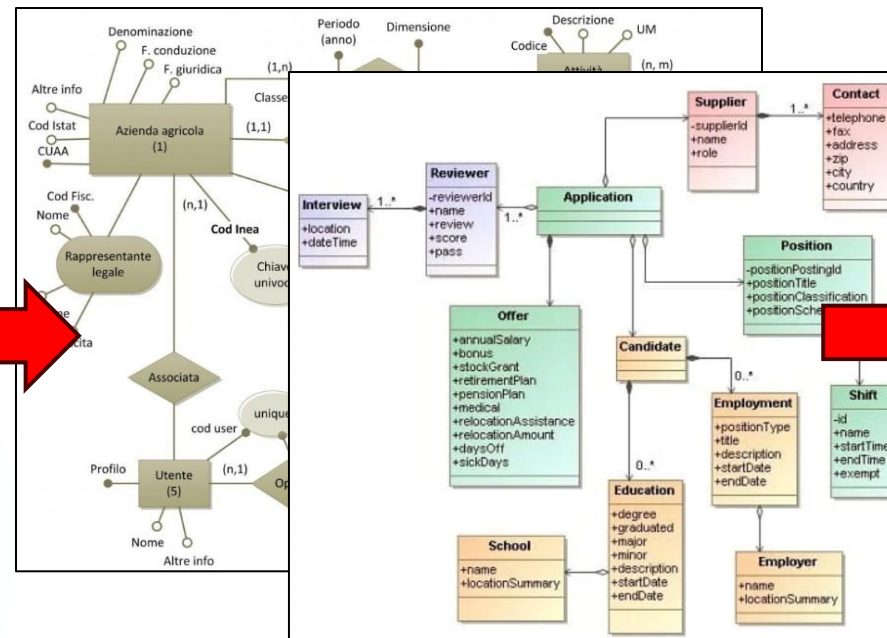 Denominazione
F. conduzione
F. giuridica
Altre info
Cod Istat
CUAA
Azienda agricola
(1)
(1,n)
Classe
(1,1)
Periodo
(anno)
Dimensione
Descrizione
UM
Codice
Attività
(n, m)
Cod Fisc.
Nome
Rappresentante
legale
(n,1)
Cod Inea
Associata
cod user
unique
Profilo
Utente
(5)
(n,1)
Nome
Altre info
Supplier
-supplierId
+name
+role
1..*
Contact
+telephone
+fax
+address
+zip
+city
+country
Interview
+location
+dateTime
1..*
Reviewer
-reviewerId
+name
+review
+score
+pass
1..*
Application
Position
-positionPostingId
+positionTitle
+positionClassification
Offer
+annualSalary
+bonus
+stockGrant
+retirementPlan
+pensionPlan
+medical
+relocationAssistance
+relocationAmount
+daysOff
+sickDays
Candidate
0..*
0..*
Employment
+positionType
+title
+description
+startDate
+endDate
Shift
-id
+name
+startTime
+endTime
+exempt
Education
+degree
+graduated
+major
+minor
+description
+startDate
+endDate
School
+name
+locationSummary
Employer
+name
+locationSummary